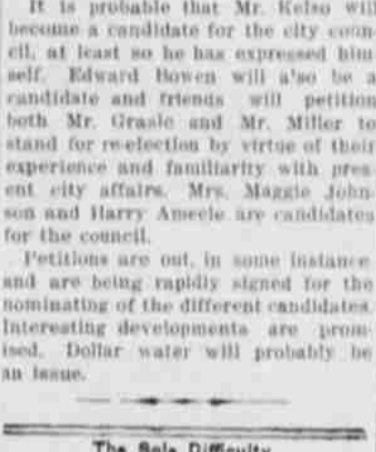 It is probable that Mr. Kelso will
become a candidate for the city coun-
cil, at least so he has expressed him
self. Edward Bowen will a'so be a
candidate and friends will petition
both Mr. Grasle and Mr. Miller to
stand for re-election by virtue of their
experience and familiarity with pres
ent city affairs. Mrs. Maggie John-
son and Harry Ameele are candidates
for the council.
Petitions are out, in some instance
and are being rapidly signed for the
nominating of the different candidates.
Interesting developments are prom-
ised. Dollar water will probably be
an issue.
The Sole Difficulty